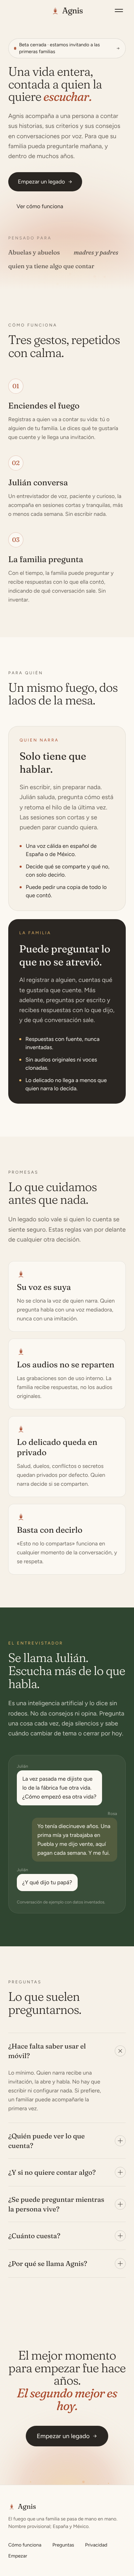 Agnis
Beta cerrada · estamos invitando a las
primeras familias
Una vida entera,
contada a quien la
quiere escuchar.
Agnis acompaña a una persona a contar
sus historias, sus criterios y sus consejos
en conversaciones por voz. Para que su
familia pueda preguntarle mañana, y
dentro de muchos años.
Empezar un legado →
Ver cómo funciona
PENSADO PARA
Abuelas y abuelos madres y padres
quien ya tiene algo que contar
CÓMO FUNCIONA
Tres gestos, repetidos
con calma.
01
Enciendes el fuego
Registras a quien va a contar su vida: tú o
alguien de tu familia. Le dices qué te gustaría
que cuente y le llega una invitación.
02
Julián conversa
Un entrevistador de voz, paciente y curioso, la
acompaña en sesiones cortas y tranquilas, más
o menos cada semana. Sin escribir nada.
03
La familia pregunta
Con el tiempo, la familia puede preguntar y
recibe respuestas con lo que ella contó,
indicando de qué conversación sale. Sin
inventar.
PARA QUIÉN
Un mismo fuego, dos
lados de la mesa.
QUIEN NARRA
Solo tiene que
hablar.
Sin escribir, sin preparar nada.
Julián saluda, pregunta cómo está
y retoma el hilo de la última vez.
Las sesiones son cortas y se
pueden parar cuando quiera.
Una voz cálida en español de
España o de México.
Decide qué se comparte y qué no,
con solo decirlo.
Puede pedir una copia de todo lo
que contó.
LA FAMILIA
Puede preguntar lo
que no se atrevió.
Al registrar a alguien, cuentas qué
te gustaría que cuente. Más
adelante, preguntas por escrito y
recibes respuestas con lo que dijo,
y de qué conversación sale.
Respuestas con fuente, nunca
inventadas.
Sin audios originales ni voces
clonadas.
Lo delicado no llega a menos que
quien narra lo decida.
PROMESAS
Lo que cuidamos
antes que nada.
Un legado solo vale si quien lo cuenta se
siente seguro. Estas reglas van por delante
de cualquier otra decisión.
Su voz es suya
No se clona la voz de quien narra. Quien
pregunta habla con una voz mediadora,
nunca con una imitación.
Los audios no se reparten
Las grabaciones son de uso interno. La
familia recibe respuestas, no los audios
originales.
Lo delicado queda en
privado
Salud, duelos, conflictos o secretos
quedan privados por defecto. Quien
narra decide si se comparten.
Basta con decirlo
«Esto no lo compartas» funciona en
cualquier momento de la conversación, y
se respeta.
EL ENTREVISTADOR
Se llama Julián.
Escucha más de lo que
habla.
Es una inteligencia artificial y lo dice sin
rodeos. No da consejos ni opina. Pregunta
una cosa cada vez, deja silencios y sabe
cuándo cambiar de tema o cerrar por hoy.
La vez pasada me dijiste que
lo de la fábrica fue otra vida.
¿Cómo empezó esa otra vida?
Yo tenía diecinueve años. Una
prima mía ya trabajaba en
Puebla y me dijo vente, aquí
pagan cada semana. Y me fui.
¿Y qué dijo tu papá?
Conversación de ejemplo con datos inventados.
PREGUNTAS
Lo que suelen
preguntarnos.
¿Hace falta saber usar el
móvil?
Lo mínimo. Quien narra recibe una
invitación, la abre y habla. No hay que
escribir ni configurar nada. Si prefiere,
un familiar puede acompañarle la
primera vez.
¿Quién puede ver lo que
cuenta?
¿Y si no quiere contar algo?
¿Se puede preguntar mientras
la persona vive?
¿Cuánto cuesta?
¿Por qué se llama Agnis?
El mejor momento
para empezar fue hace
años.
El segundo mejor es
hoy.
Empezar un legado →
Agnis
El fuego que una familia se pasa de mano en mano.
México, España y México.
Cómo funciona Preguntas Privacidad
Empezar